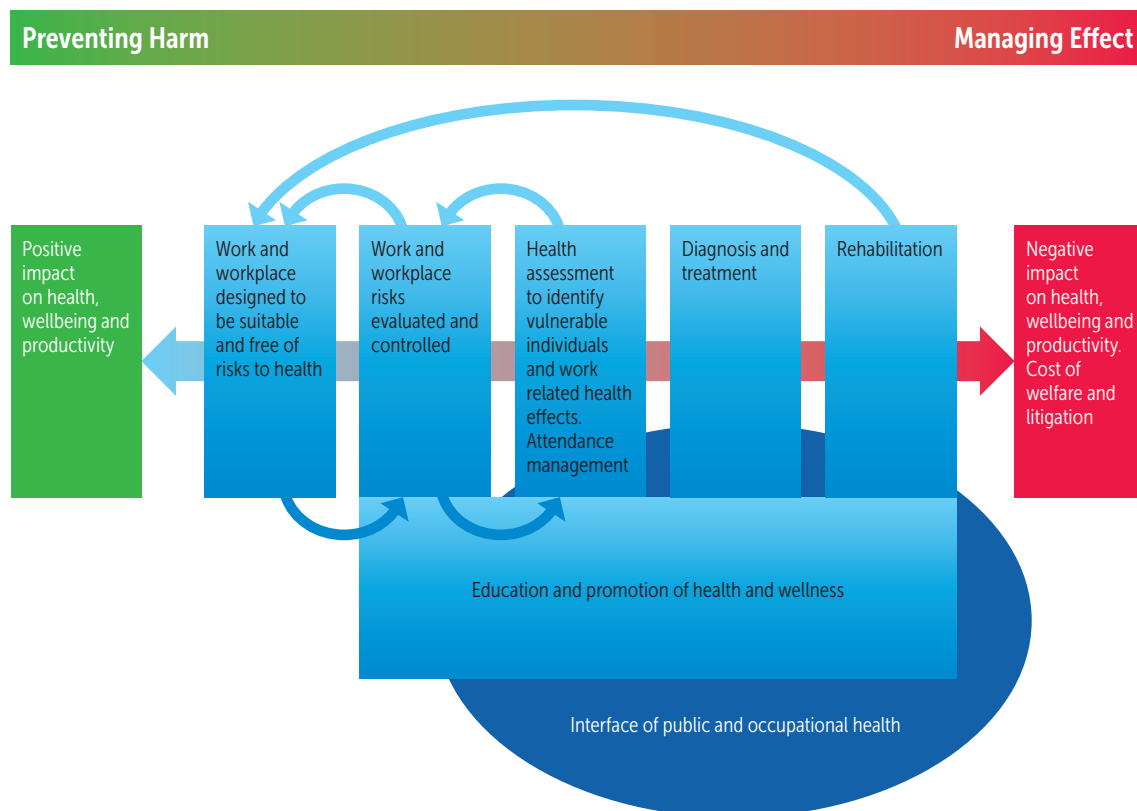 Preventing Harm
Managing Effect
Positive
impact
on health,
wellbeing and
productivity
Work and
workplace
designed to
be suitable
and free of
risks to health
Work and
workplace
risks
evaluated and
controlled
Health
assessment
to identify
vulnerable
individuals
and work
related health
effects.
Attendance
management
Diagnosis and
treatment
Rehabilitation
Negative
impact
on health,
wellbeing and
productivity.
Cost of
welfare and
litigation
Education and promotion of health and wellness
Interface of public and occupational health